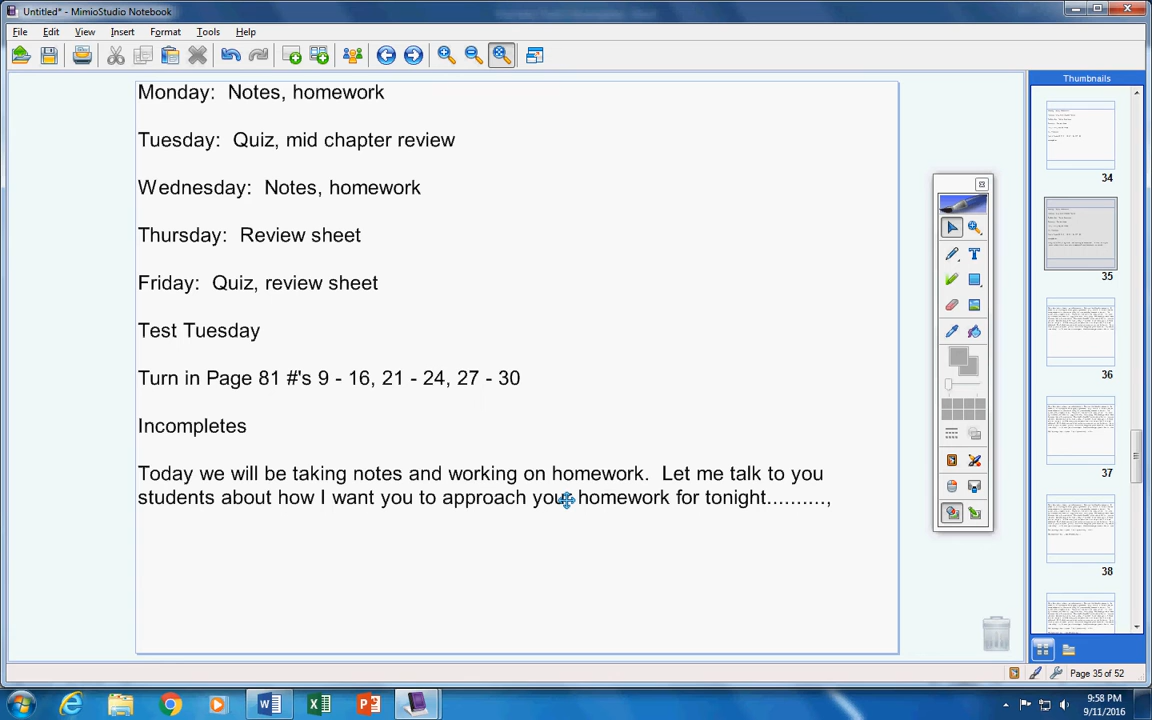 Untitled* - MimioStudio Notebook
File Edit View Insert Format Tools Help
Monday:  Notes, homework
Tuesday:  Quiz, mid chapter review
Wednesday:  Notes, homework
Thursday:  Review sheet
Friday:  Quiz, review sheet
Test Tuesday
Turn in Page 81 #'s 9 - 16, 21 - 24, 27 - 30
Incompletes
Today we will be taking notes and working on homework.  Let me talk to you
students about how I want you to approach your homework for tonight..........,
Thumbnails
34
35
36
37
38
Page 35 of 52
9:58 PM
9/11/2016